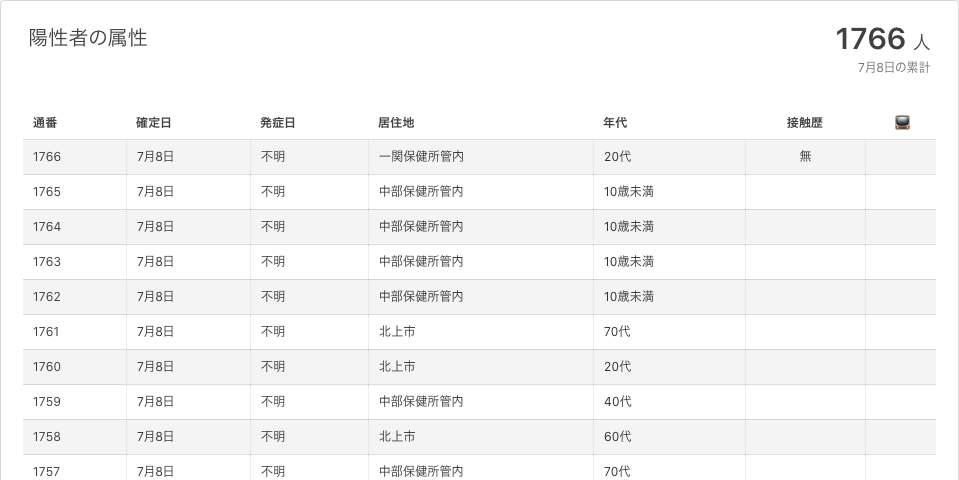 陽性者の属性
1766 人
7月8日の累計
通番 確定日 発症日 居住地 年代 接触歴
1766 7月8日 不明 一関保健所管内 20代 無
1765 7月8日 不明 中部保健所管内 10歳未満
1764 7月8日 不明 中部保健所管内 10歳未満
1763 7月8日 不明 中部保健所管内 10歳未満
1762 7月8日 不明 中部保健所管内 10歳未満
1761 7月8日 不明 北上市 70代
1760 7月8日 不明 北上市 20代
1759 7月8日 不明 中部保健所管内 40代
1758 7月8日 不明 北上市 60代
1757 7月8日 不明 中部保健所管内 70代